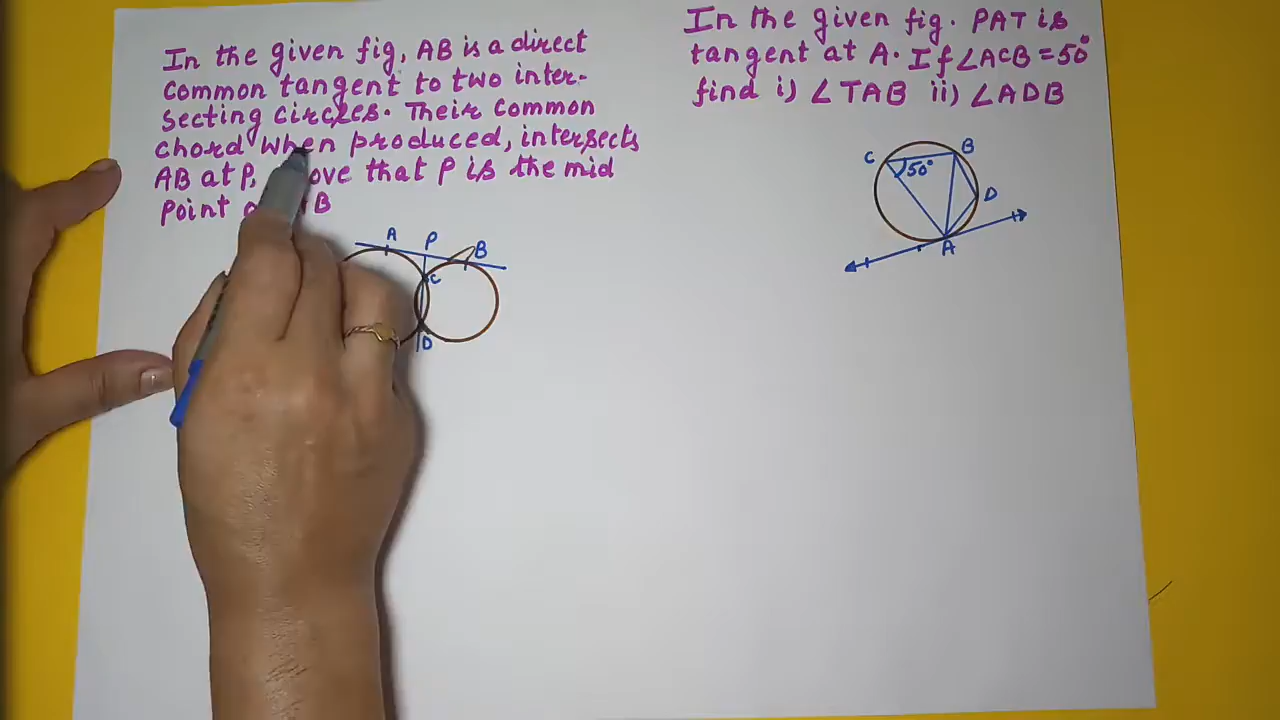 In the given fig, AB is a direct
common tangent to two inter-
secting circles. Their common
chord when produced, intersects
AB at P, that P is the mid
point B
A P B
C
D
In the given fig. PAT is
tangent at A. If ∠ACB = 50°
find i) ∠TAB ii) ∠ADB
C B
50°
D
A